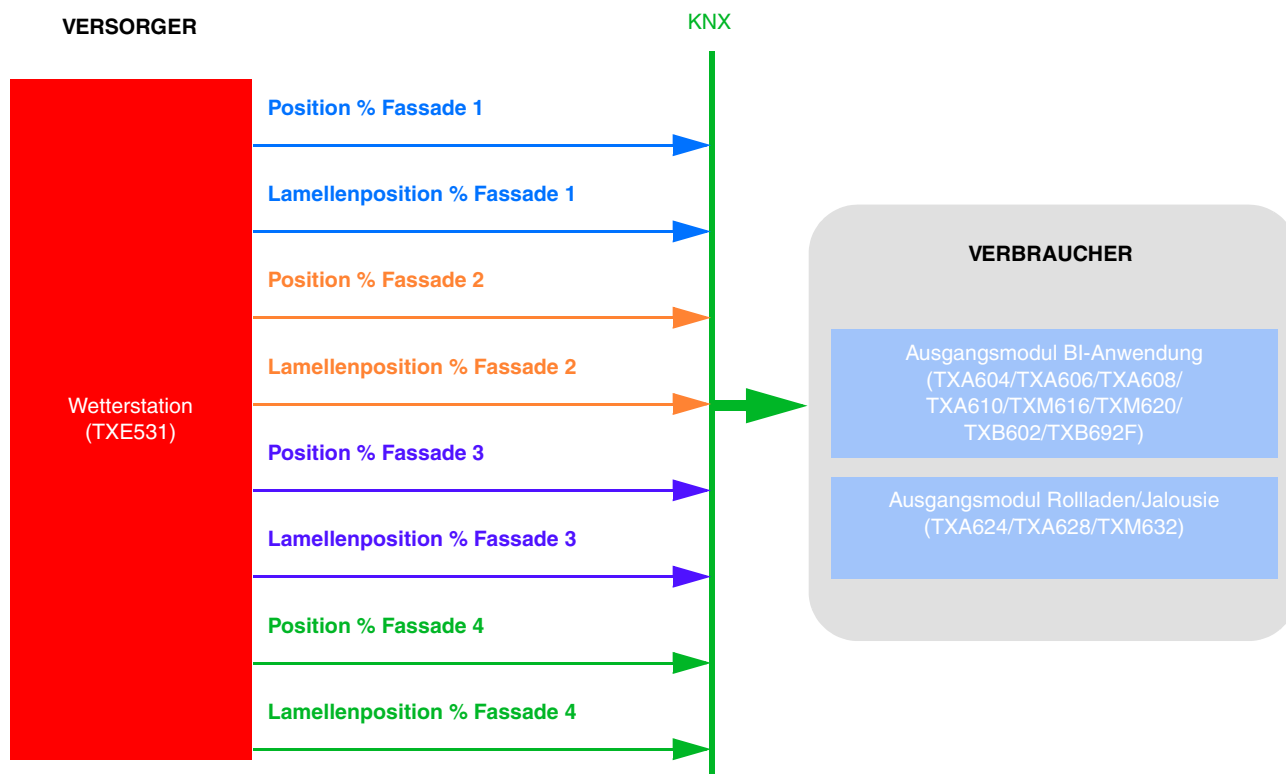 VERSORGER
KNX
Position % Fassade 1
Lamellenposition % Fassade 1
Position % Fassade 2
Lamellenposition % Fassade 2
Position % Fassade 3
Lamellenposition % Fassade 3
Position % Fassade 4
Lamellenposition % Fassade 4
Wetterstation
(TXE531)
VERBRAUCHER
Ausgangsmodul BI-Anwendung
(TXA604/TXA606/TXA608/
TXA610/TXM616/TXM620/
TXB602/TXB692F)
Ausgangsmodul Rollladen/Jalousie
(TXA624/TXA628/TXM632)